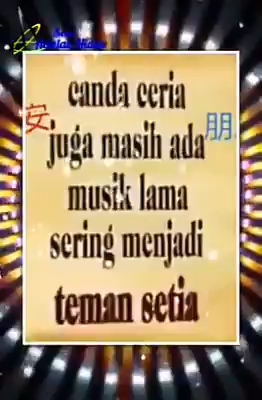 安
朋
canda ceria
juga masih ada
musik lama
sering menjadi
teman setia